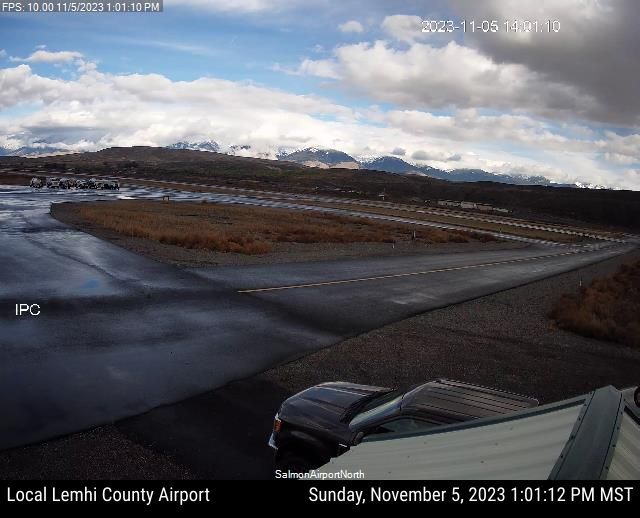 FPS: 10.00 11/5/2023 1:01:10 PM
2023-11-05 14:01:10
IPC
SalmonAirportNorth
Local Lemhi County Airport
Sunday, November 5, 2023 1:01:12 PM MST